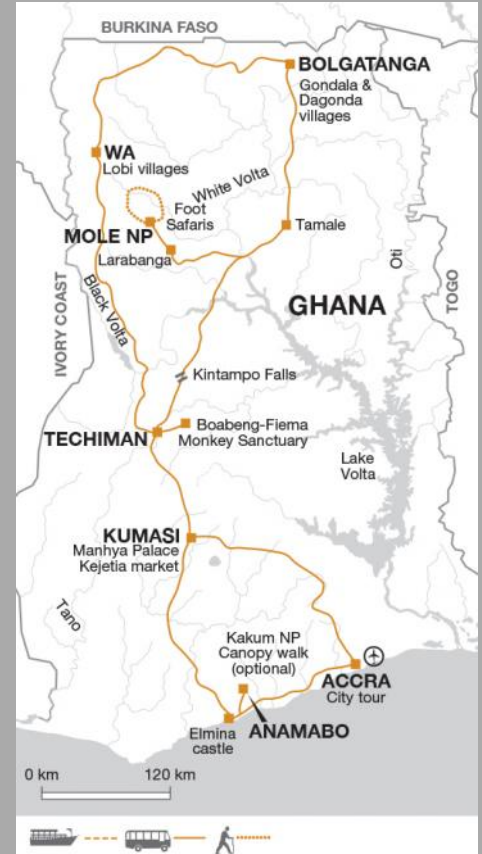 BURKINA FASO
BOLGATANGA
Gondala &
Dagonda
villages
WA
Lobi villages
White Volta
Foot
Safaris
MOLE NP
Larabanga
Tamale
Oti
TOGO
IVORY COAST
Black Volta
GHANA
Kintampo Falls
TECHIMAN
Boabeng-Fiema
Monkey Sanctuary
Lake
Volta
KUMASI
Manhya Palace
Kejetia market
Tano
Kakum NP
Canopy walk
(optional)
ACCRA
City tour
Elmina
castle
ANAMABO
0 km
120 km